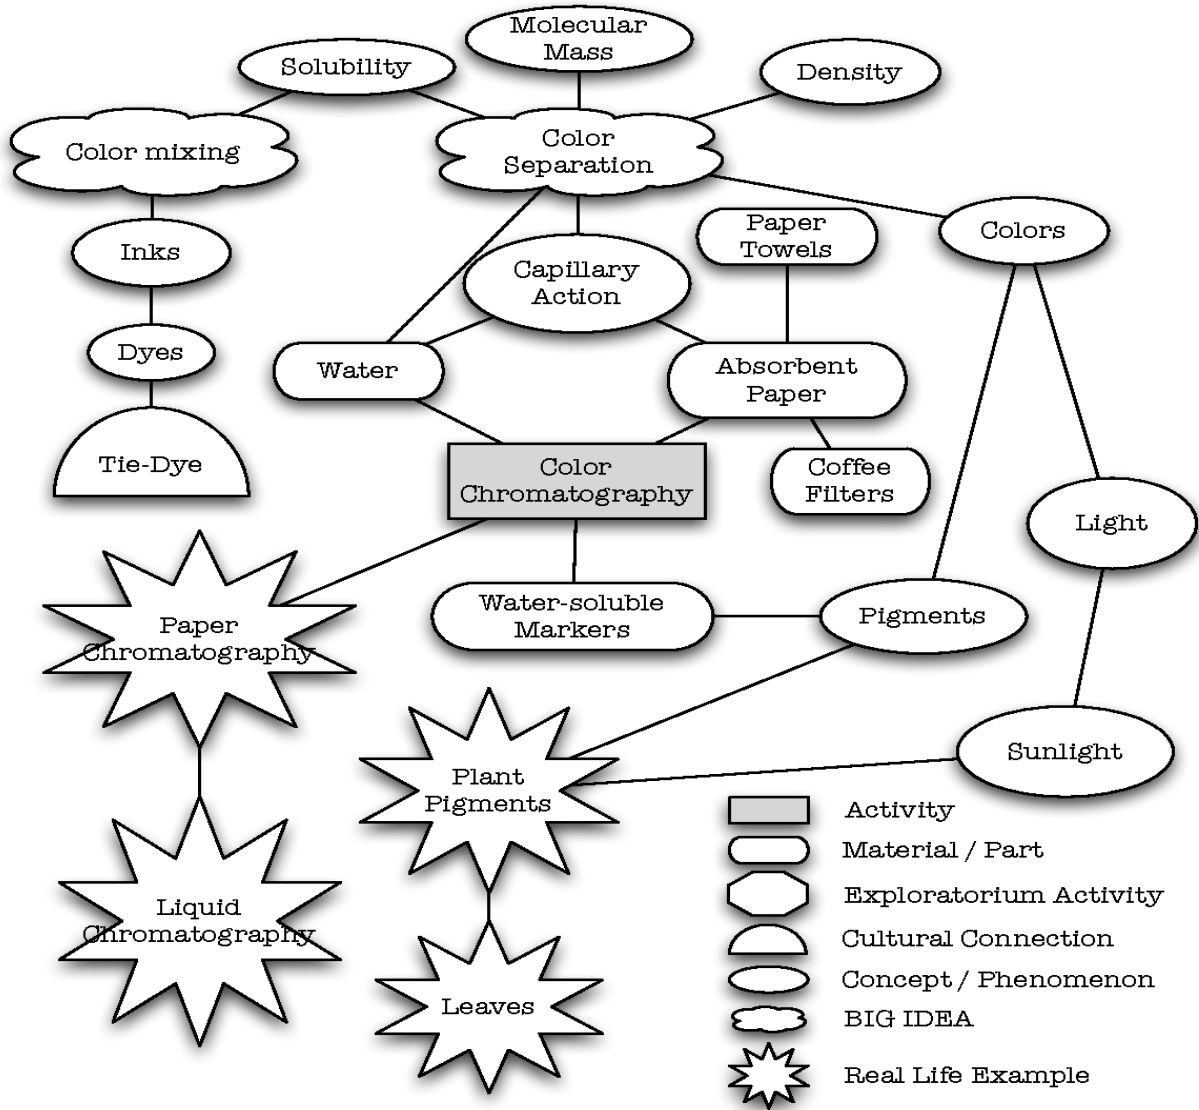 Molecular
Mass
Solubility
Density
Color mixing
Color
Separation
Paper
Towels
Colors
Inks
Capillary
Action
Dyes
Water
Absorbent
Paper
Tie-Dye
Color
Chromatography
Coffee
Filters
Light
Paper
Chromatography
Water-soluble
Markers
Pigments
Plant
Pigments
Sunlight
Liquid
Chromatography
Leaves
Activity
Material / Part
Exploratorium Activity
Cultural Connection
Concept / Phenomenon
BIG IDEA
Real Life Example